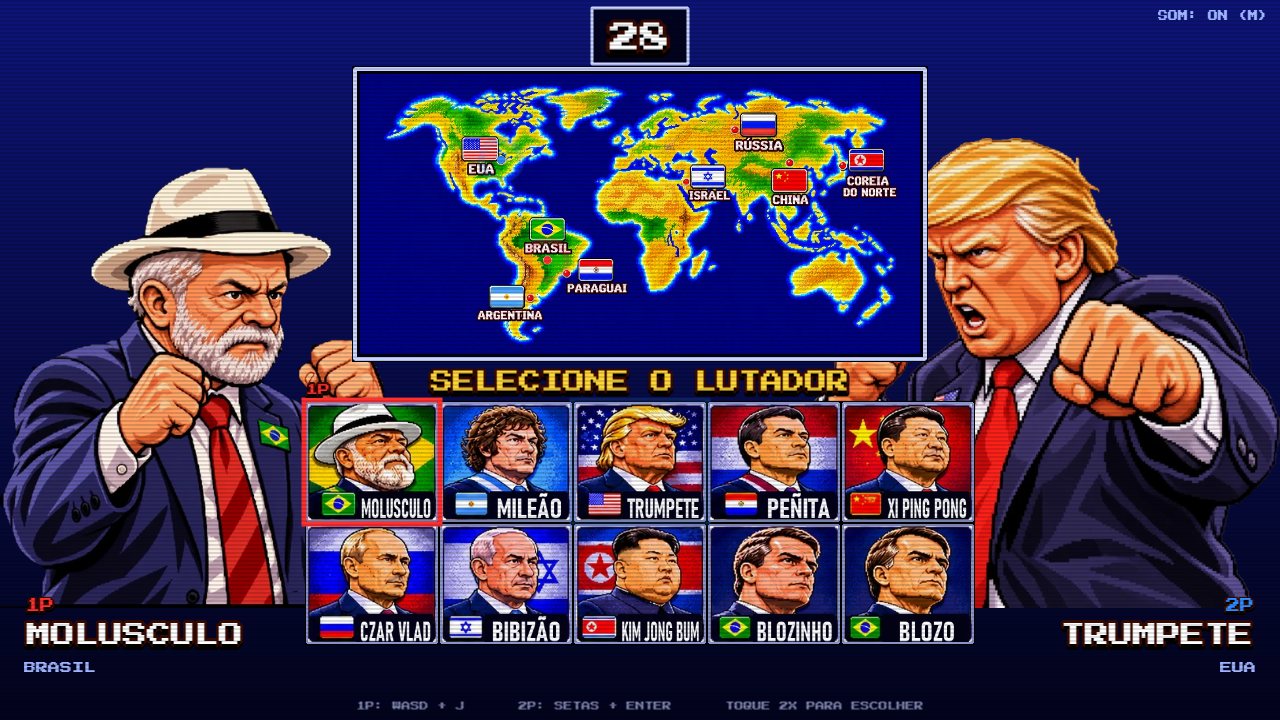 SOM: ON (M)
28
RÚSSIA
EUA
ISRAEL
CHINA
COREIA
DO NORTE
BRASIL
PARAGUAI
ARGENTINA
SELECIONE O LUTADOR
1P
MOLUSCULO
MILEÃO
TRUMPETE
PEÑITA
XI PING PONG
CZAR VLAD
BIBIZÃO
KIM JONG BUM
BLOZINHO
BLOZO
1P
MOLUSCULO
BRASIL
2P
TRUMPETE
EUA
1P: WASD + J
2P: SETAS + ENTER
TOQUE 2X PARA ESCOLHER